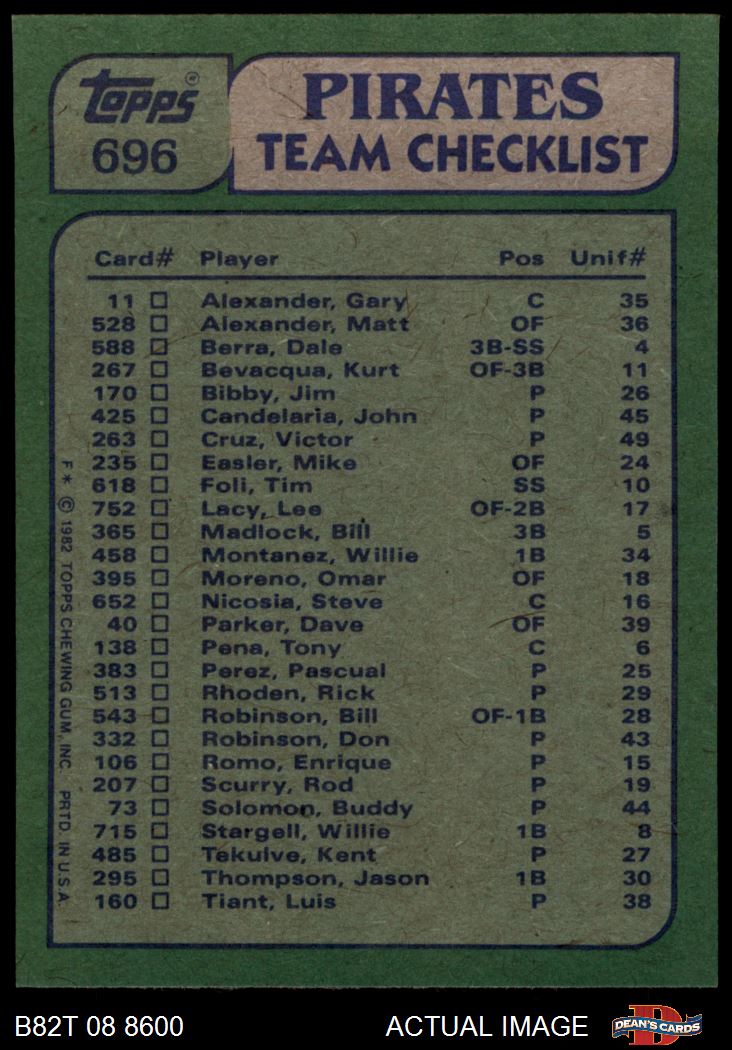 Topps®
696
PIRATES
TEAM CHECKLIST
Card# Player Pos Unif#
11 Alexander, Gary C 35
528 Alexander, Matt OF 36
588 Berra, Dale 3B-SS 4
267 Bevacqua, Kurt OF-3B 11
170 Bibby, Jim P 26
425 Candelaria, John P 45
263 Cruz, Victor P 49
235 Easler, Mike OF 24
618 Foli, Tim SS 10
752 Lacy, Lee OF-2B 17
365 Madlock, Bill 3B 5
458 Montanez, Willie 1B 34
395 Moreno, Omar OF 18
652 Nicosia, Steve C 16
40 Parker, Dave OF 39
138 Pena, Tony C 6
383 Perez, Pascual P 25
513 Rhoden, Rick P 29
543 Robinson, Bill OF-1B 28
332 Robinson, Don P 43
106 Romo, Enrique P 15
207 Scurry, Rod P 19
73 Solomon, Buddy P 44
715 Stargell, Willie 1B 8
485 Tekulve, Kent P 27
295 Thompson, Jason 1B 30
160 Tiant, Luis P 38
F* © 1982 TOPPS CHEWING GUM, INC. PRTD. IN U.S.A.
B82T 08 8600 ACTUAL IMAGE
DEAN'S CARDS